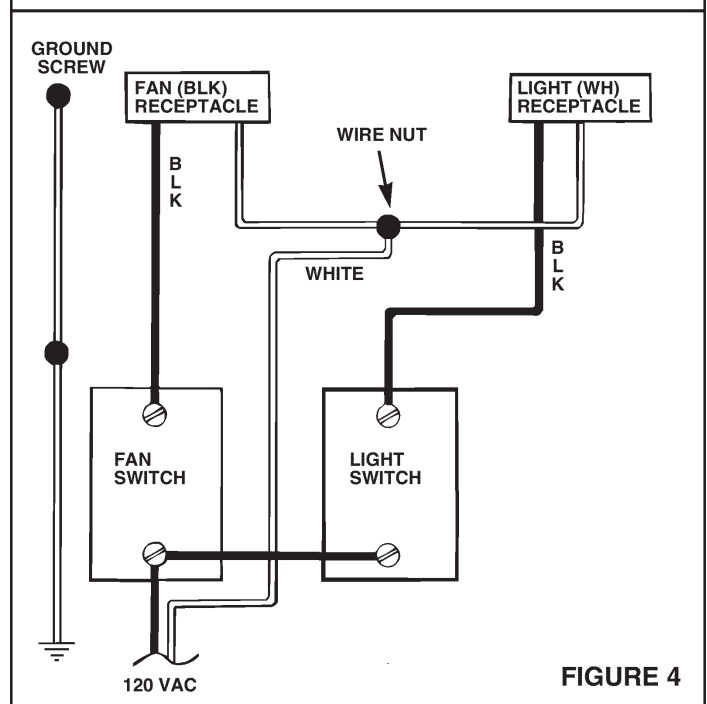 GROUND
SCREW
FAN (BLK)
RECEPTACLE
LIGHT (WH)
RECEPTACLE
WIRE NUT
B
L
K
WHITE
B
L
K
FAN
SWITCH
LIGHT
SWITCH
120 VAC
FIGURE 4